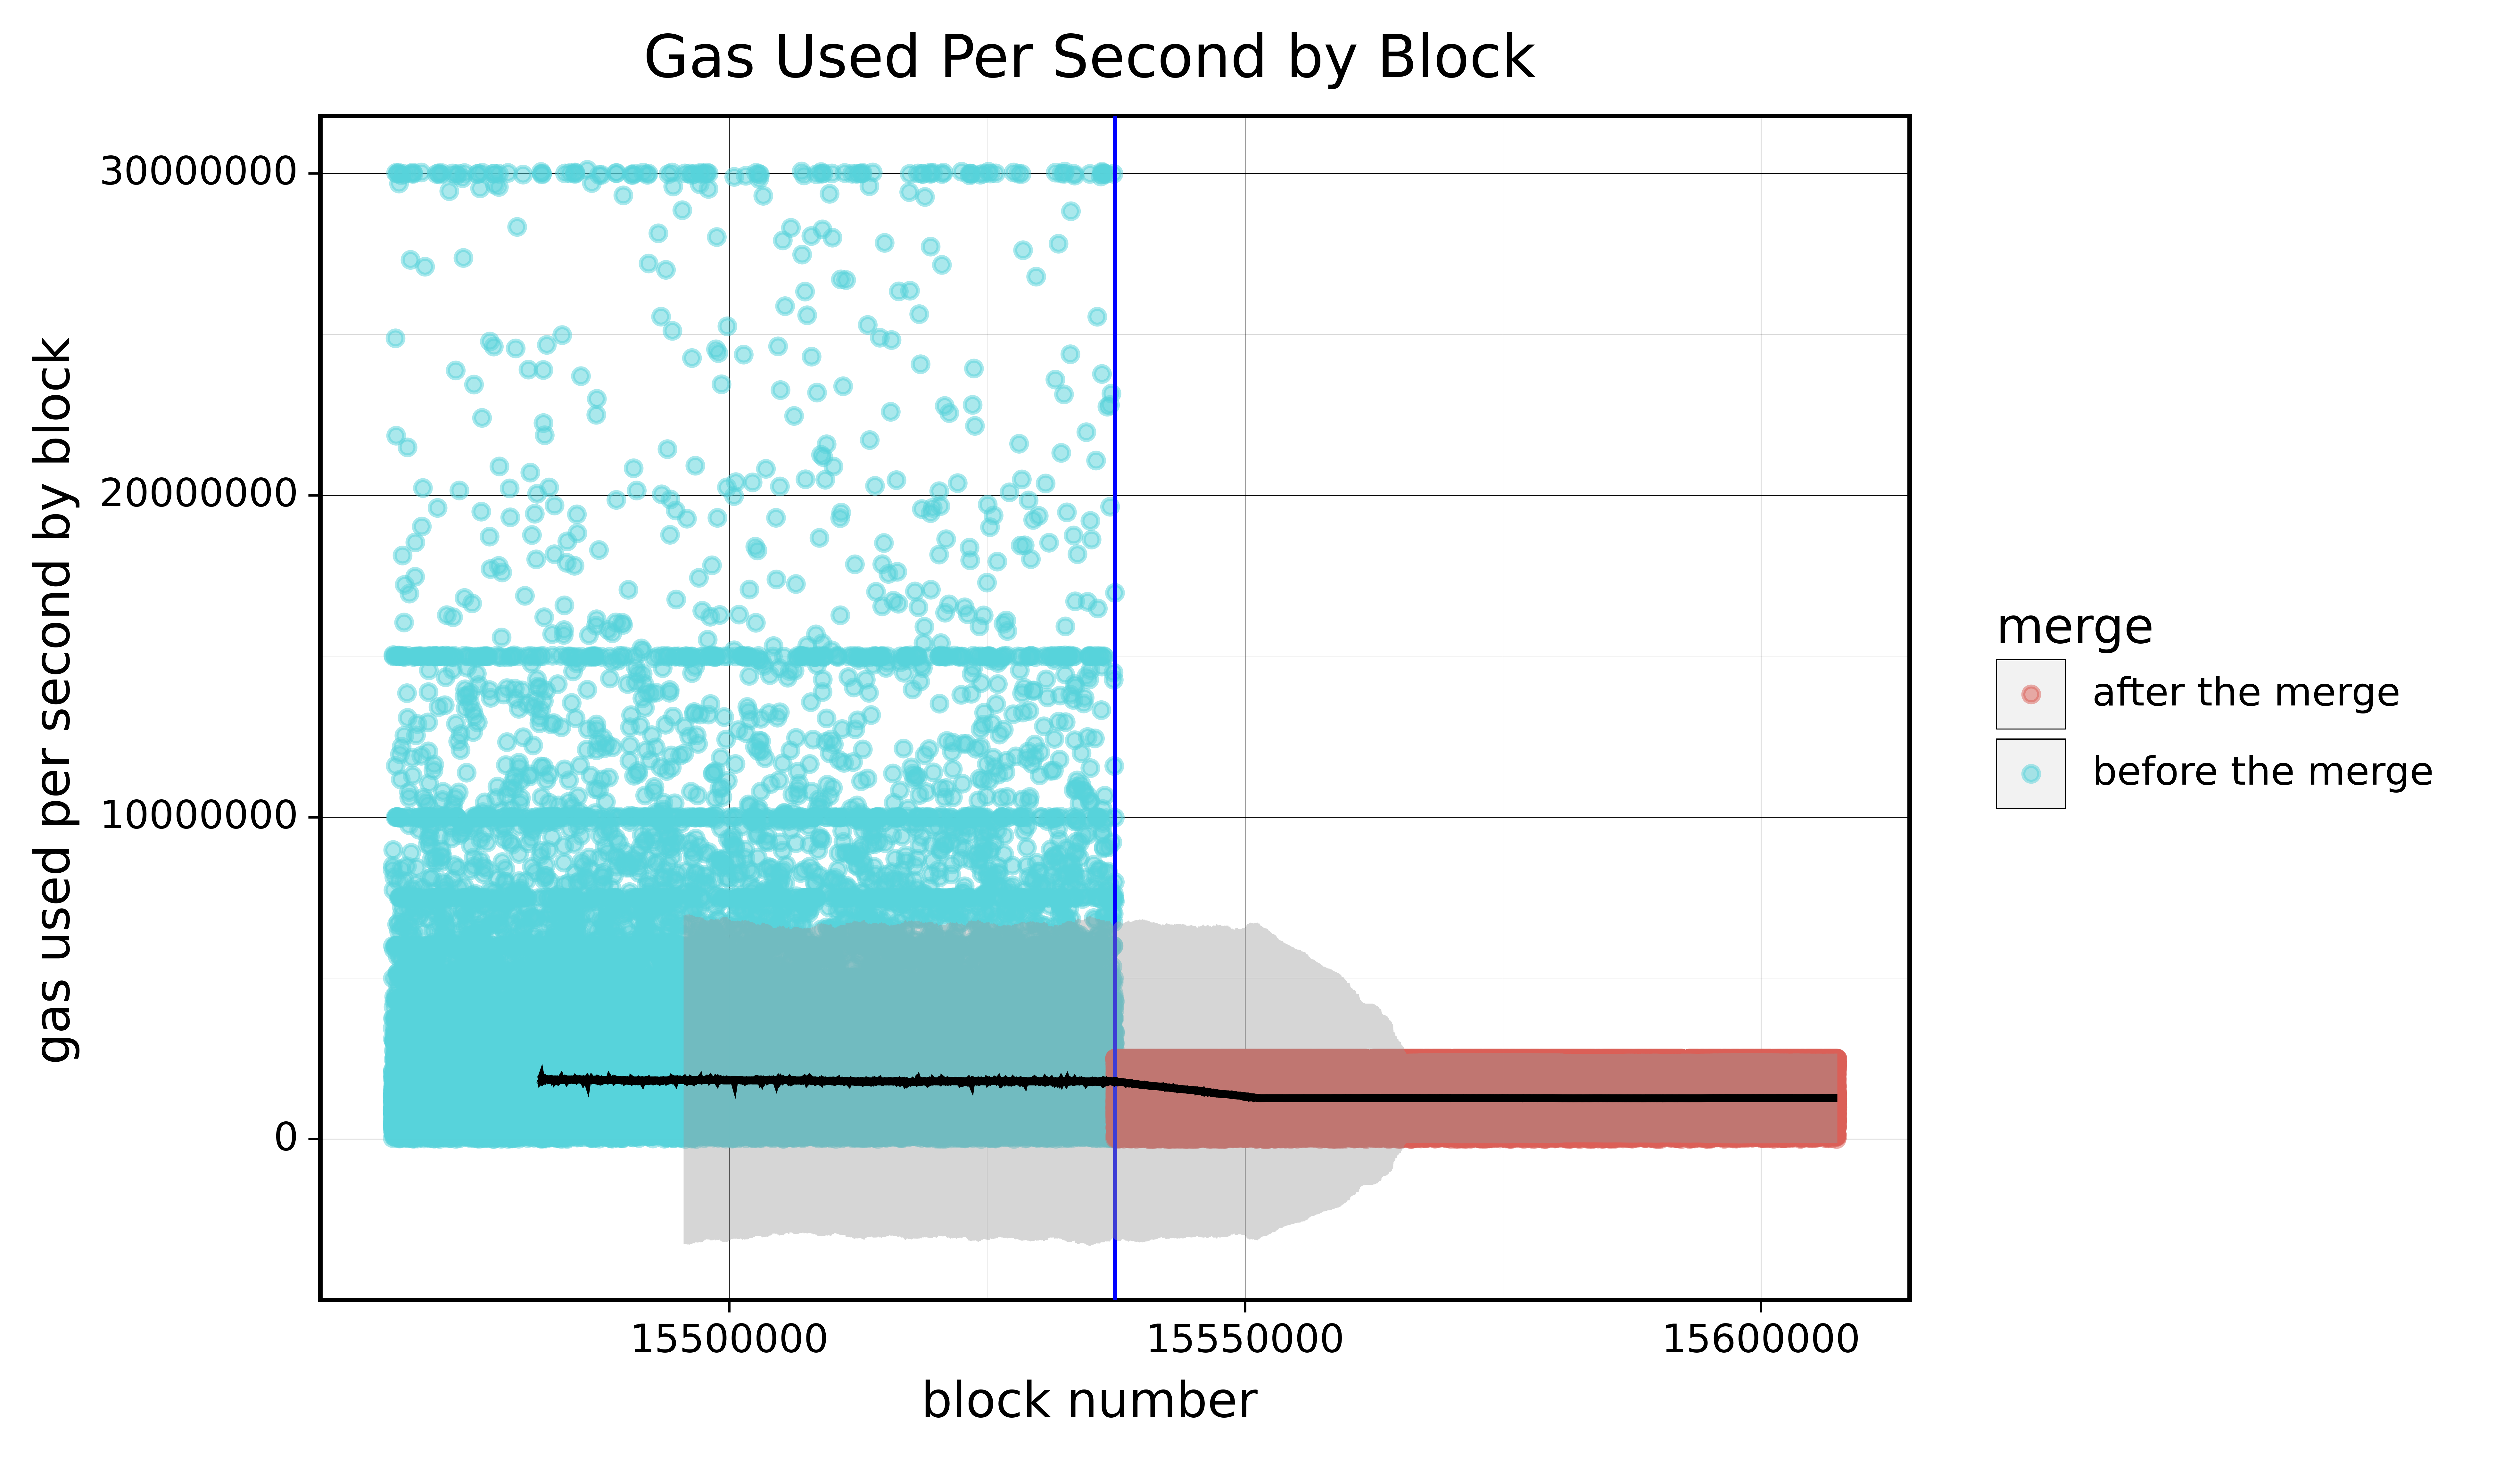 Gas Used Per Second by Block
gas used per second by block
30000000
20000000
10000000
0
15500000
15550000
15600000
block number
merge
after the merge
before the merge